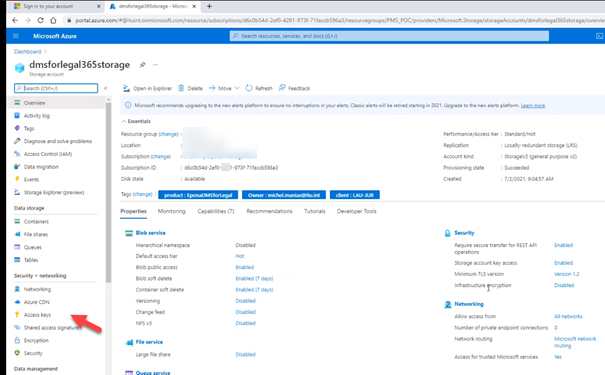 Sign in to your account
dmsforlegal365storage - Microso
portal.azure.com/#@ituint.onmicrosoft.com/resource/subscriptions/d6c0b54d-2ef0-4281-973f-71faccb596a3/resourcegroups/PMS_POC/providers/Microsoft.Storage/storageAccounts/dmsforlegal365storage/overview
Microsoft Azure
Search resources, services, and docs (G+/)
Dashboard >
dmsforlegal365storage
Storage account
Search (Ctrl+/)
Open in Explorer
Delete
Move
Refresh
Feedback
Overview
Activity log
Tags
Diagnose and solve problems
Access Control (IAM)
Data migration
Events
Storage Explorer (preview)
Data storage
Containers
File shares
Queues
Tables
Security + networking
Networking
Azure CDN
Access keys
Shared access signatures
Encryption
Security
Data management
Microsoft recommends upgrading to the new alerts platform to ensure no interruptions in your alerts. Classic alerts will be retired starting in 2021. Upgrade to the new alerts platform. Learn more
Essentials
Resource group (change) :
Location
Subscription (change)
Subscription ID : d6c0b54d-2ef0- -973f-71faccb596a3
Disk state : Available
Performance/Access tier : Standard/Hot
Replication : Locally-redundant storage (LRS)
Account kind : StorageV2 (general purpose v2)
Provisioning state : Succeeded
Created : 7/2/2021, 9:04:57 AM
Tags (change) : product : EponaDMSforLegal Owner : michel.maniar@itu.int client : LAU-JUR
Properties
Monitoring
Capabilities (7)
Recommendations
Tutorials
Developer Tools
Blob service
Hierarchical namespace Disabled
Default access tier Hot
Blob public access Enabled
Blob soft delete Enabled (7 days)
Container soft delete Enabled (7 days)
Versioning Disabled
Change feed Disabled
NFS v3 Disabled
File service
Large file share Disabled
Queue service
Security
Require secure transfer for REST API operations Enabled
Storage account key access Enabled
Minimum TLS version Version 1.2
Infrastructure encryption Disabled
Networking
Allow access from All networks
Number of private endpoint connections 0
Network routing Microsoft network routing
Access for trusted Microsoft services Yes